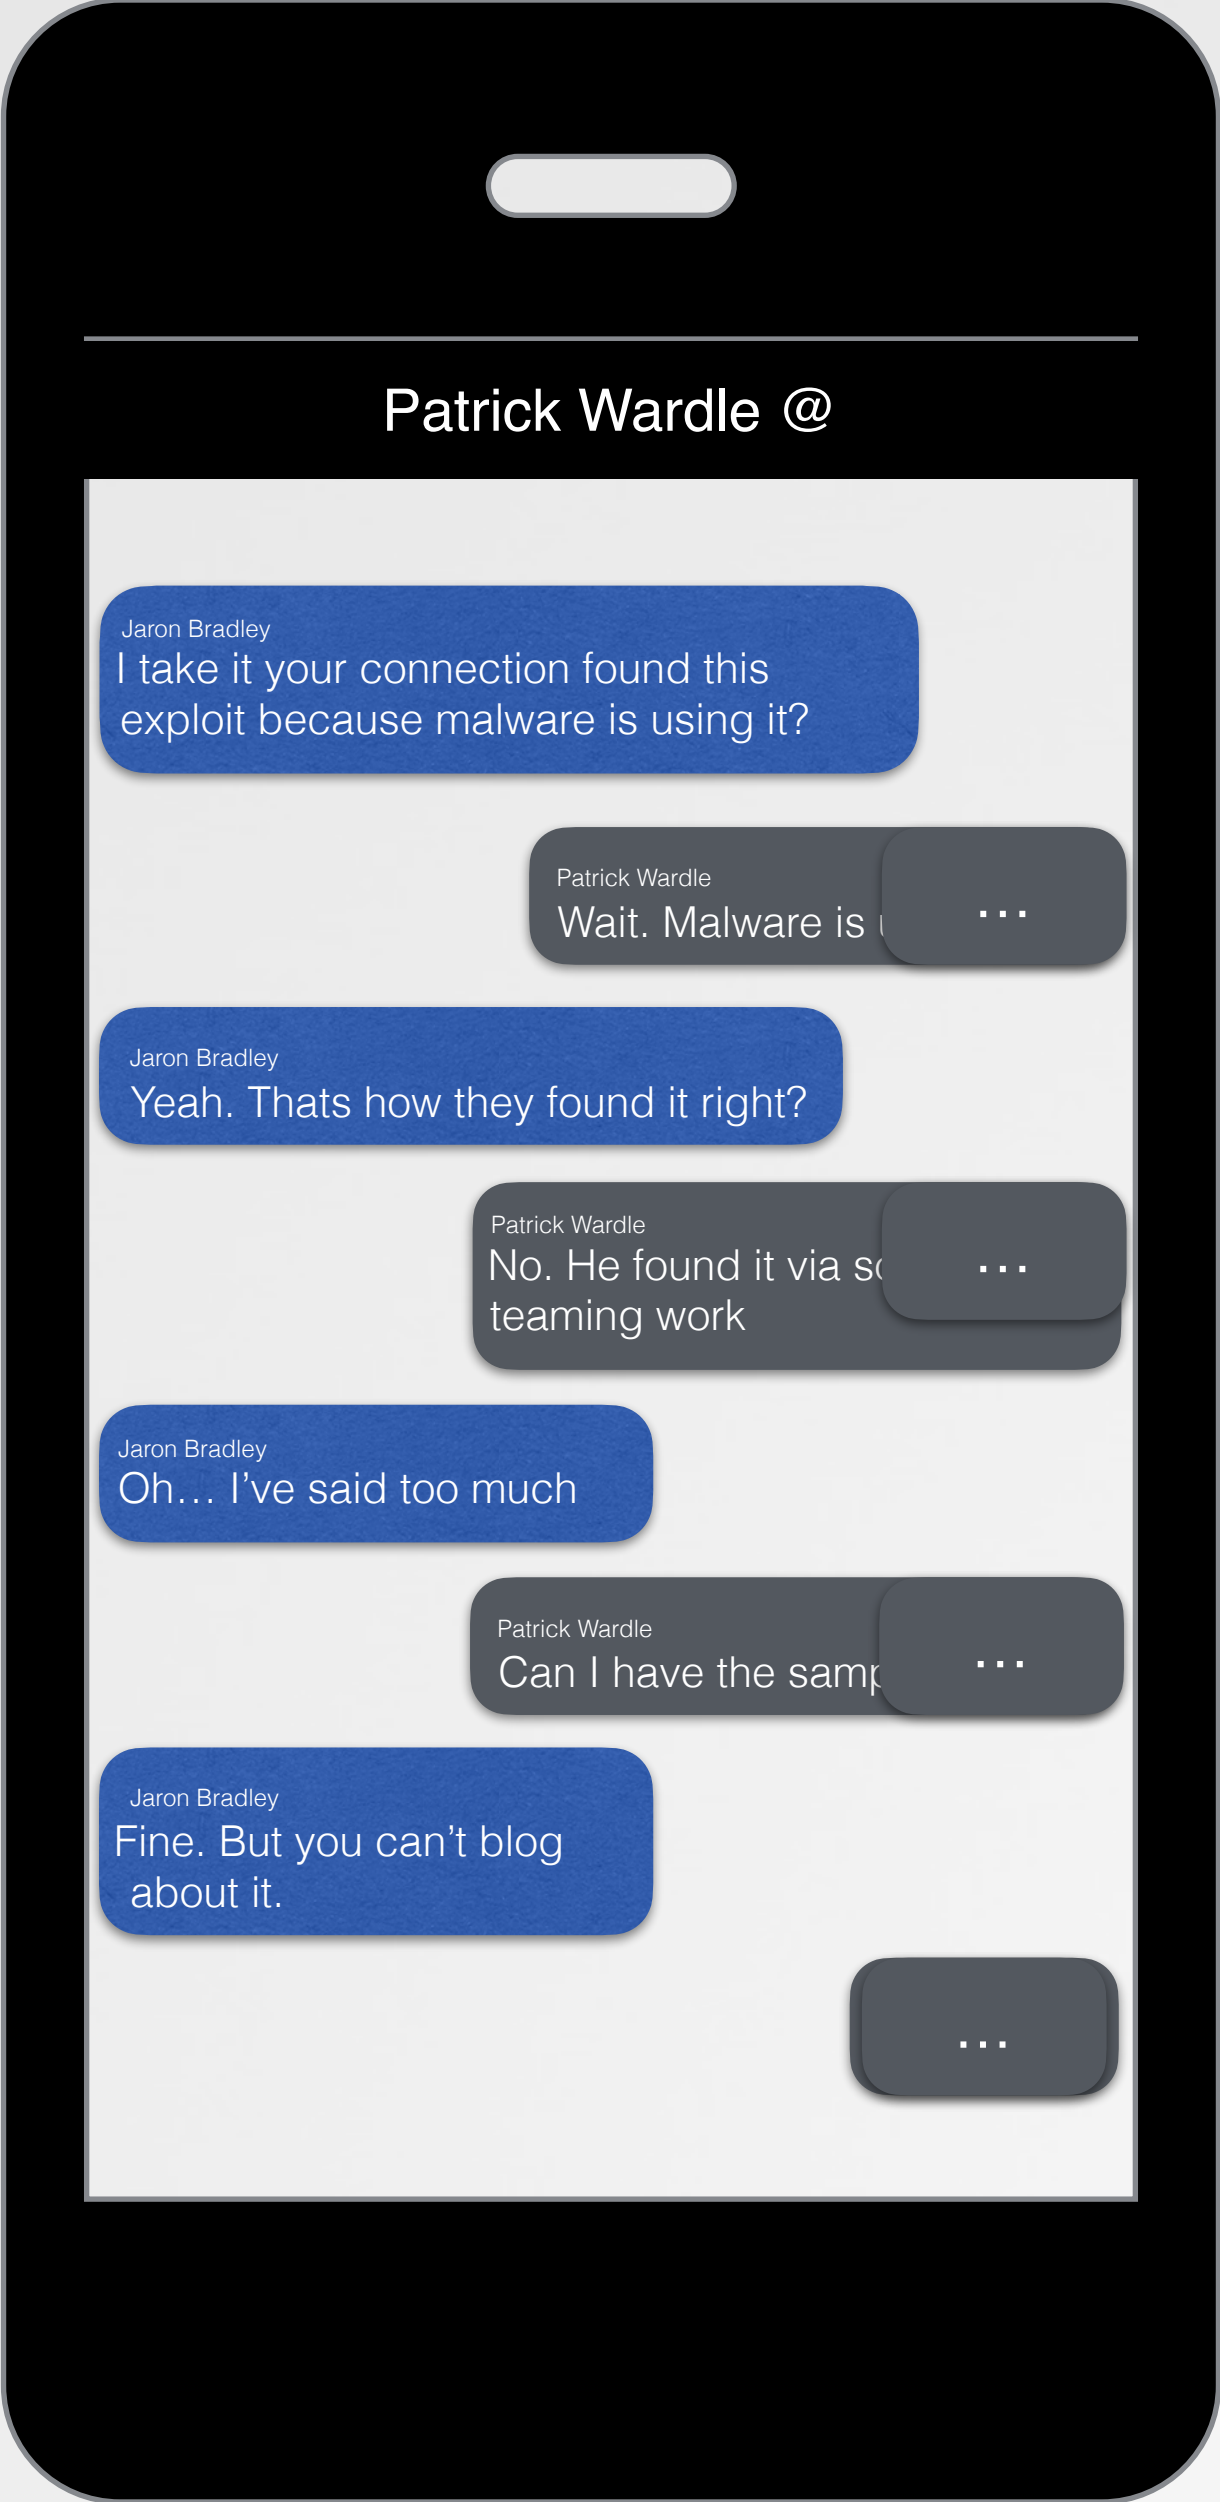 Patrick Wardle @
Jaron Bradley
I take it your connection found this
exploit because malware is using it?
Patrick Wardle
Wait. Malware is
...
Jaron Bradley
Yeah. Thats how they found it right?
Patrick Wardle
No. He found it via
...
teaming work
Jaron Bradley
Oh… I’ve said too much
Patrick Wardle
Can I have the
...
Jaron Bradley
Fine. But you can’t blog
about it.
...